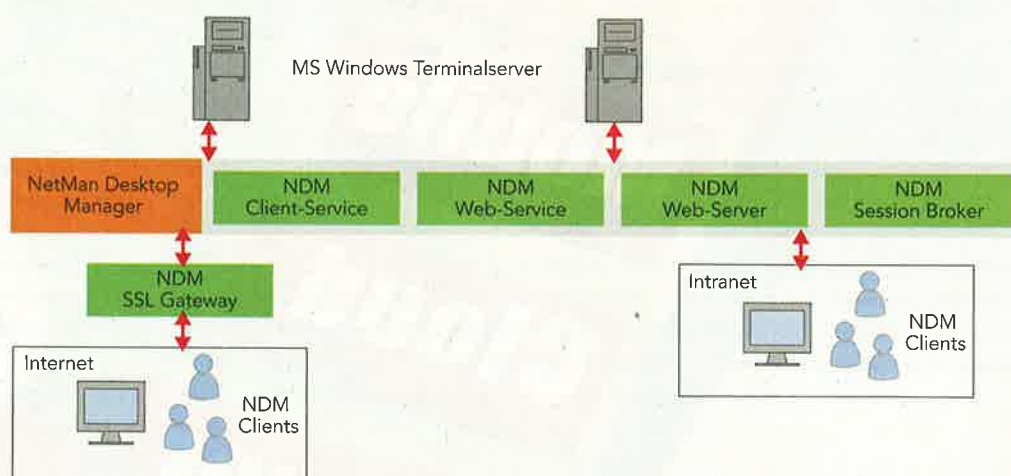 MS Windows Terminalserver
NetMan Desktop
Manager
NDM
Client-Service
NDM
Web-Service
NDM
Web-Server
NDM
Session Broker
NDM
SSL Gateway
Internet
NDM
Clients
Intranet
NDM
Clients